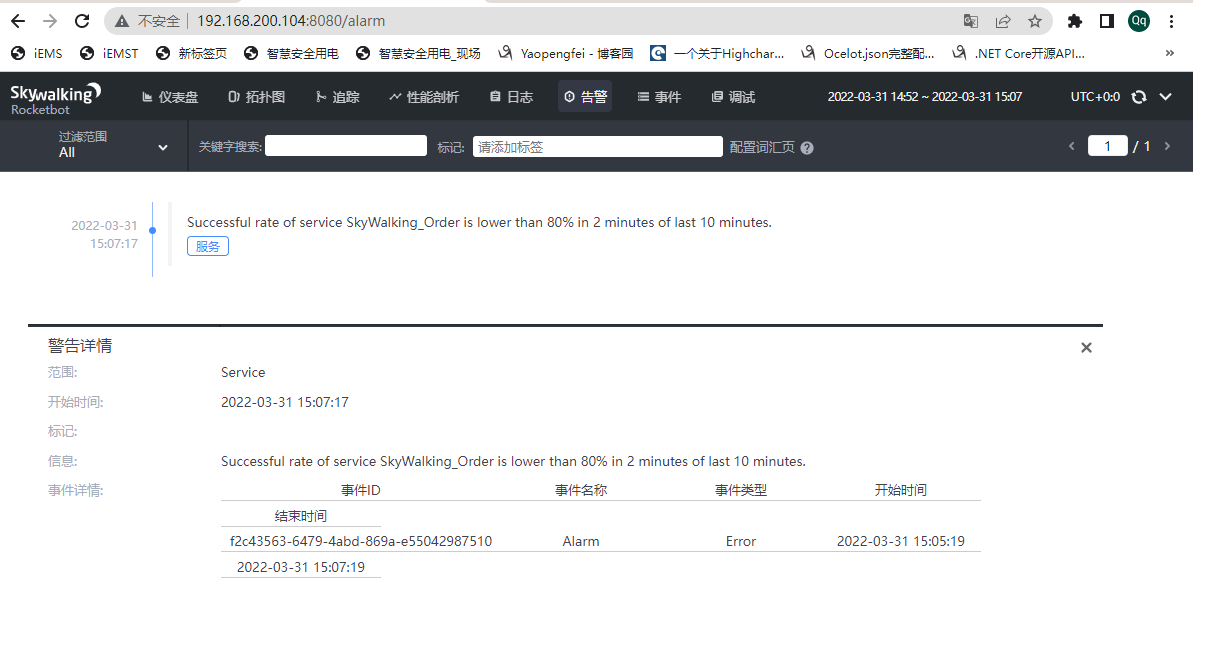 不安全 192.168.200.104:8080/alarm
iEMS iEMST 新标签页 智慧安全用电 智慧安全用电_现场 Yaopengfei - 博客园 一个关于Highchar... Ocelot.json完整配... .NET Core开源API... »
Skywalking 仪表盘 拓扑图 追踪 性能剖析 日志 告警 事件 调试 2022-03-31 14:52 ~ 2022-03-31 15:07 UTC+0:0
Rocketbot
过滤范围
All
关键字搜索: 标记: 请添加标签 配置词汇页 ? 1 / 1
2022-03-31
15:07:17
Successful rate of service SkyWalking_Order is lower than 80% in 2 minutes of last 10 minutes.
服务
警告详情
范围: Service
开始时间: 2022-03-31 15:07:17
标记:
信息: Successful rate of service SkyWalking_Order is lower than 80% in 2 minutes of last 10 minutes.
事件详情: 事件ID 事件名称 事件类型 开始时间
结束时间
f2c43563-6479-4abd-869a-e55042987510 Alarm Error 2022-03-31 15:05:19
2022-03-31 15:07:19
Qq